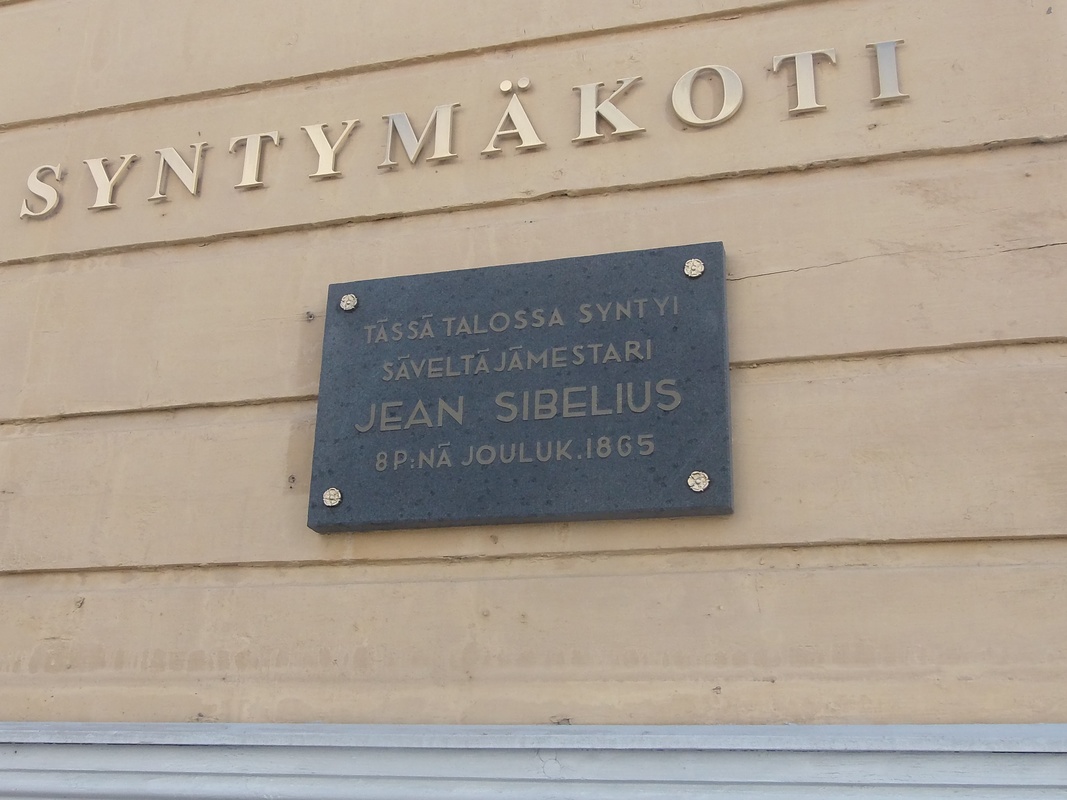 SYNTYMÄKOTI
TÄSSÄ TALOSSA SYNTYI
SÄVELTÄJÄMESTARI
JEAN SIBELIUS
8 P:NÄ JOULUK.1865